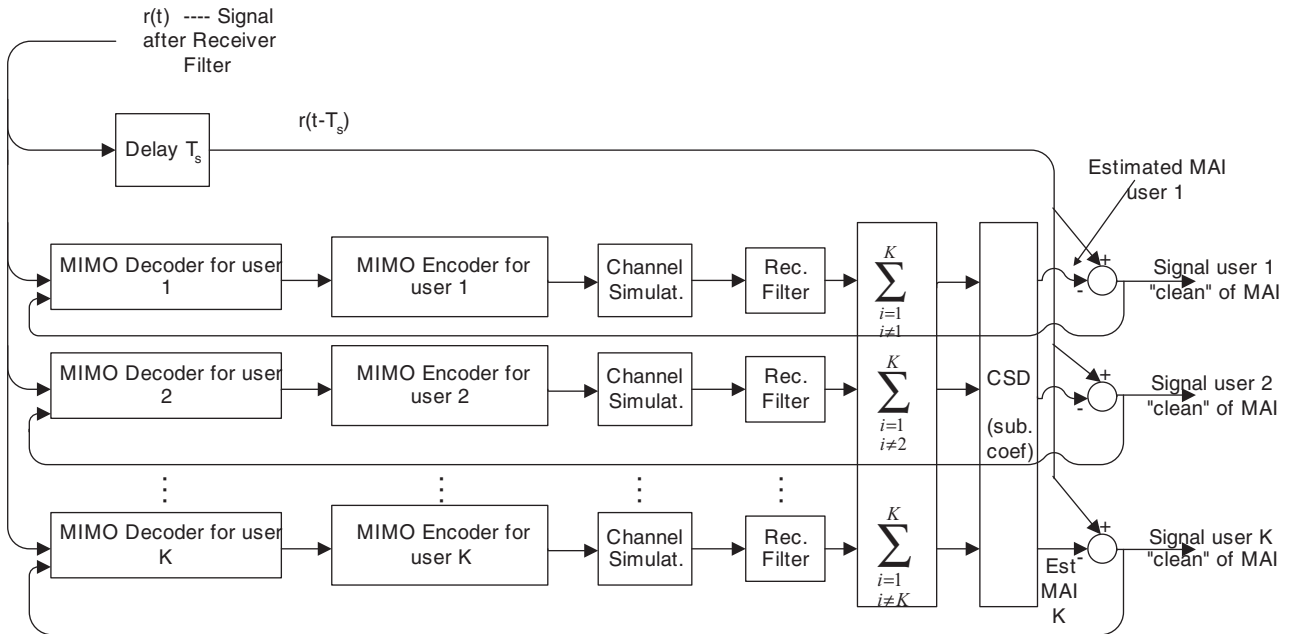 r(t) ---- Signal
after Receiver
Filter
r(t-Ts)
Delay Ts
Estimated MAI
user 1
MIMO Decoder for user
1
MIMO Encoder for
user 1
Channel
Simulat.
Rec.
Filter
K
∑
i=1
i≠1
+
-
Signal user 1
"clean" of MAI
MIMO Decoder for user
2
MIMO Encoder for
user 2
Channel
Simulat.
Rec.
Filter
K
∑
i=1
i≠2
CSD
(sub.
coef)
+
-
Signal user 2
"clean" of MAI
⋮ ⋮ ⋮ ⋮
MIMO Decoder for user
K
MIMO Encoder for
user K
Channel
Simulat.
Rec.
Filter
K
∑
i=1
i≠K
Est
MAI
K
+
-
Signal user K
"clean" of MAI